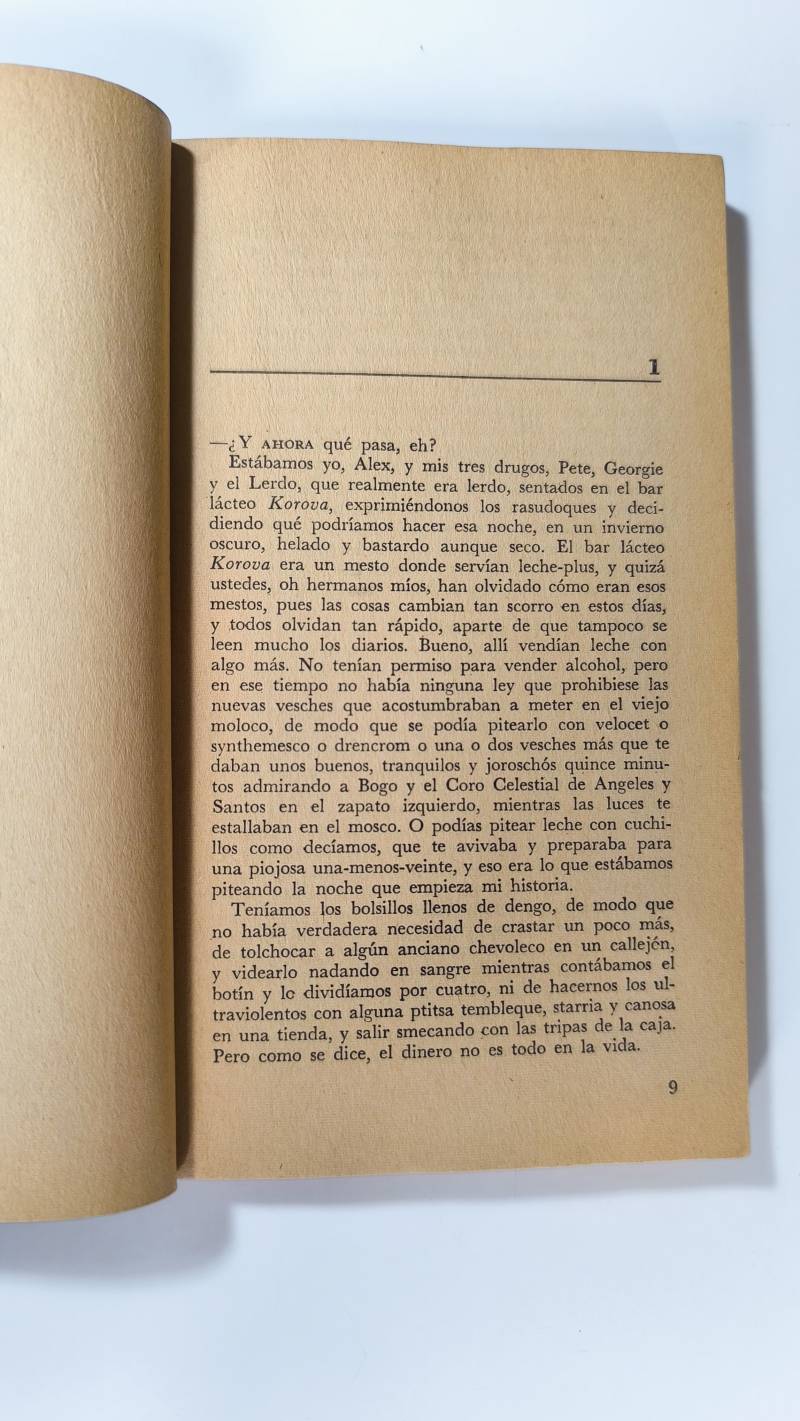 1
—¿Y AHORA qué pasa, eh?
Estábamos yo, Alex, y mis tres drugos, Pete, Georgie
y el Lerdo, que realmente era lerdo, sentados en el bar
lácteo Korova, exprimiéndonos los rasudoques y deci-
diendo qué podríamos hacer esa noche, en un invierno
oscuro, helado y bastardo aunque seco. El bar lácteo
Korova era un mesto donde servían leche-plus, y quizá
ustedes, oh hermanos míos, han olvidado cómo eran esos
mestos, pues las cosas cambian tan scorro en estos días,
y todos olvidan tan rápido, aparte de que tampoco se
leen mucho los diarios. Bueno, allí vendían leche con
algo más. No tenían permiso para vender alcohol, pero
en ese tiempo no había ninguna ley que prohibiese las
nuevas vesches que acostumbraban a meter en el viejo
moloco, de modo que se podía pitearlo con velocet o
synthemesco o drencrom o una o dos vesches más que te
daban unos buenos, tranquilos y joroschós quince minu-
tos admirando a Bogo y el Coro Celestial de Angeles y
Santos en el zapato izquierdo, mientras las luces te
estallaban en el mosco. O podías pitear leche con cuchi-
llos como decíamos, que te avivaba y preparaba para
una piojosa una-menos-veinte, y eso era lo que estábamos
piteando la noche que empieza mi historia.
Teníamos los bolsillos llenos de dengo, de modo que
no había verdadera necesidad de crastar un poco más,
de tolchocar a algún anciano chevoleco en un callejón,
y videarlo nadando en sangre mientras contábamos el
botín y lo dividíamos por cuatro, ni de hacernos los ul-
traviolentos con alguna ptitsa tembleque, starria y canosa
en una tienda, y salir smecando con las tripas de la caja.
Pero como se dice, el dinero no es todo en la vida.
9